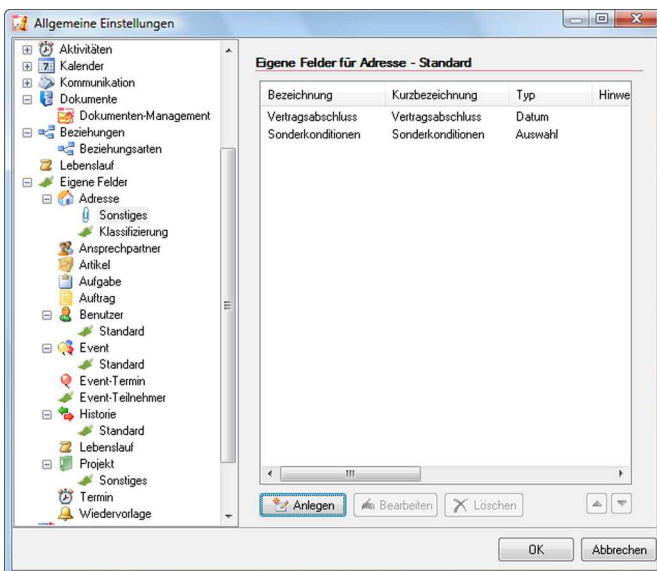 Allgemeine Einstellungen
Aktivitäten
Kalender
Kommunikation
Dokumente
Dokumenten-Management
Beziehungen
Beziehungsarten
Lebenslauf
Eigene Felder
Adresse
Sonstiges
Klassifizierung
Ansprechpartner
Artikel
Aufgabe
Auftrag
Benutzer
Standard
Event
Standard
Event-Termin
Event-Teilnehmer
Historie
Standard
Lebenslauf
Projekt
Sonstiges
Termin
Wiedervorlage
Eigene Felder für Adresse - Standard
Bezeichnung Kurzbezeichnung Typ Hinwe
Vertragsabschluss Vertragsabschluss Datum
Sonderkonditionen Sonderkonditionen Auswahl
Anlegen Bearbeiten Löschen
OK Abbrechen